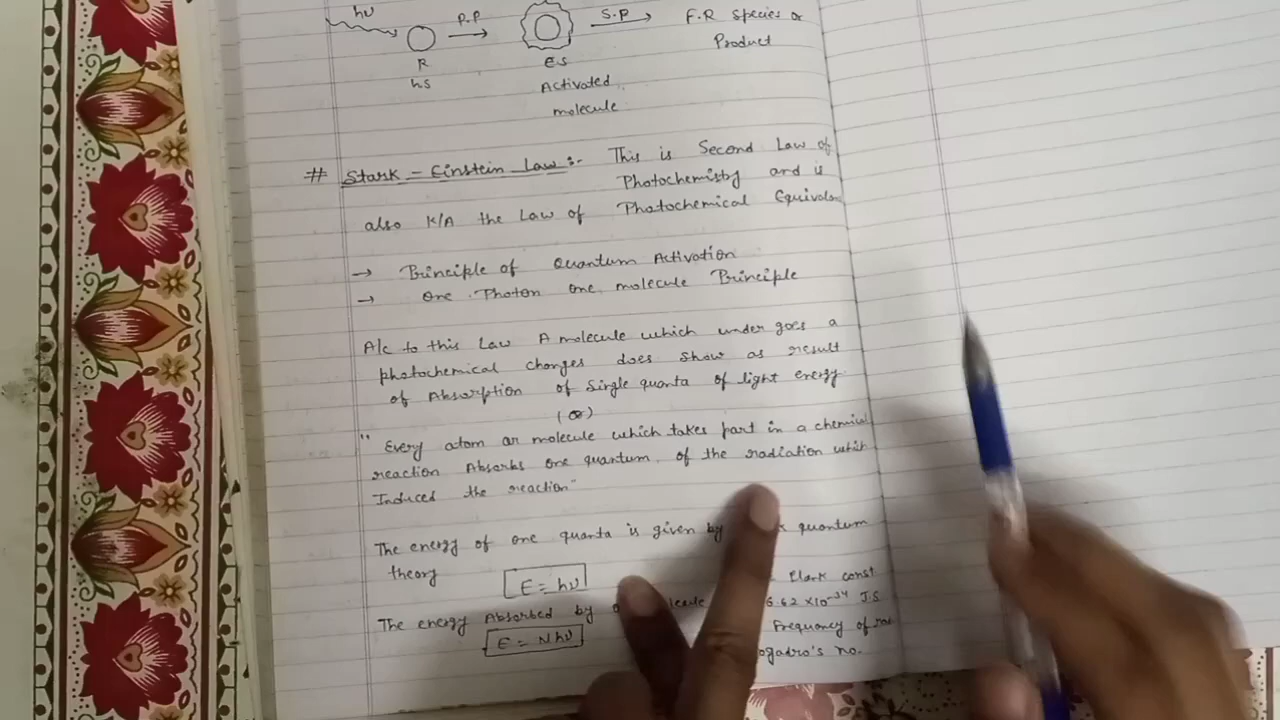 hν P.P S.P F.R Species or
R E.S Product
h.s Activated
molecule
# Stark - Einstein Law :- This is Second Law of
Photochemistry and is
also K/A the Law of Photochemical
→ Principle of Quantum Activation
→ One Photon one molecule Principle
A/c to this Law A molecule which under goes a
photochemical changes does show as result
of Absorption of Single quanta of light energy
(or)
" Every atom or molecule which takes part in a chemical
reaction Absorbs one quantum of the radiation which
Induced the reaction"
The energy of one quanta is given by quantum
theory E = hν Plank const
The energy Absorbed by 6.62 ×10⁻³⁴ J.S
E = Nhν Frequency of
no.